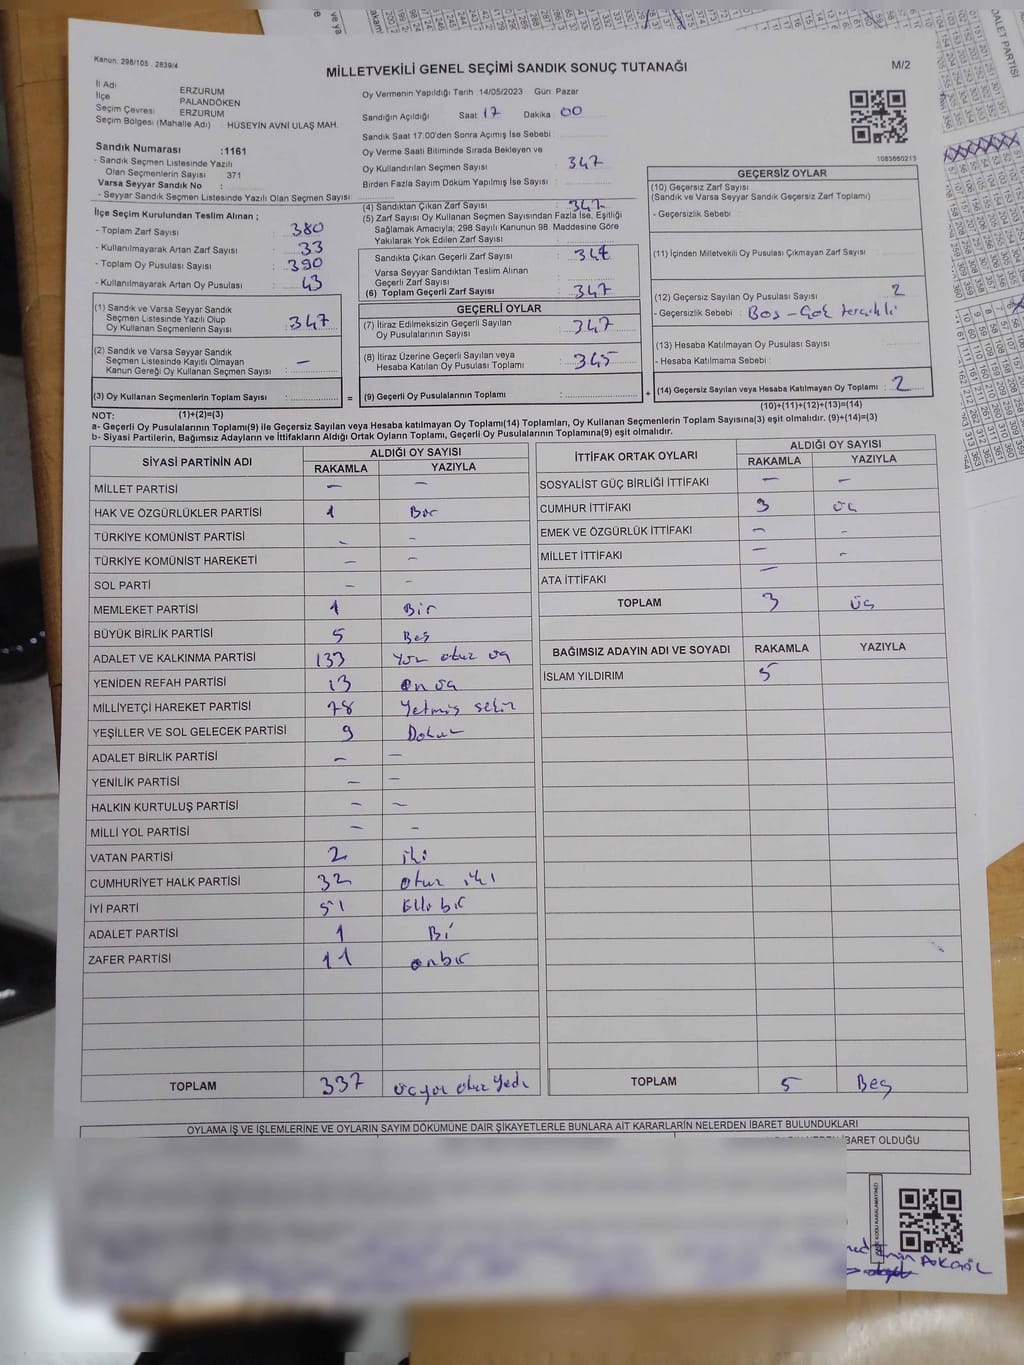 Kanun: 298/105 , 2839/4
MİLLETVEKİLİ GENEL SEÇİMİ SANDIK SONUÇ TUTANAĞI
M/2
İl Adı ERZURUM
İlçe PALANDÖKEN
Seçim Çevresi ERZURUM
Seçim Bölgesi (Mahalle Adı) : HÜSEYİN AVNİ ULAŞ MAH.
Sandık Numarası :1161
- Sandık Seçmen Listesinde Yazılı
Olan Seçmenlerin Sayısı 371
Varsa Seyyar Sandık No :
- Seyyar Sandık Seçmen Listesinde Yazılı Olan Seçmen Sayısı :
Oy Vermenin Yapıldığı Tarih 14/05/2023 Gün: Pazar
Sandığın Açıldığı Saat 17 Dakika 00
Sandık Saat 17.00'den Sonra Açılmış İse Sebebi :
Oy Verme Saati Bitiminde Sırada Bekleyen ve
Oy Kullandırılan Seçmen Sayısı : 347
Birden Fazla Sayım Döküm Yapılmış İse Sayısı :
1083660213
İlçe Seçim Kurulundan Teslim Alınan ;
- Toplam Zarf Sayısı : 380
- Kullanılmayarak Artan Zarf Sayısı : 33
- Toplam Oy Pusulası Sayısı : 390
- Kullanılmayarak Artan Oy Pusulası : 43
(1) Sandık ve Varsa Seyyar Sandık
Seçmen Listesinde Yazılı Olup
Oy Kullanan Seçmenlerin Sayısı : 347
(2) Sandık ve Varsa Seyyar Sandık
Seçmen Listesinde Kayıtlı Olmayan
Kanun Gereği Oy Kullanan Seçmen Sayısı : —
(3) Oy Kullanan Seçmenlerin Toplam Sayısı :
(4) Sandıktan Çıkan Zarf Sayısı : 347
(5) Zarf Sayısı Oy Kullanan Seçmen Sayısından Fazla İse, Eşitliği
Sağlamak Amacıyla; 298 Sayılı Kanunun 98. Maddesine Göre
Yakılarak Yok Edilen Zarf Sayısı :
Sandıkta Çıkan Geçerli Zarf Sayısı : 347
Varsa Seyyar Sandıktan Teslim Alınan
Geçerli Zarf Sayısı :
(6) Toplam Geçerli Zarf Sayısı : 347
GEÇERLİ OYLAR
(7) İtiraz Edilmeksizin Geçerli Sayılan
Oy Pusulalarının Sayısı : 347
(8) İtiraz Üzerine Geçerli Sayılan veya
Hesaba Katılan Oy Pusulası Toplamı : 345
= (9) Geçerli Oy Pusulalarının Toplamı :
GEÇERSİZ OYLAR
(10) Geçersiz Zarf Sayısı
(Sandık ve Varsa Seyyar Sandık Geçersiz Zarf Toplamı)
- Geçersizlik Sebebi :
(11) İçinden Milletvekili Oy Pusulası Çıkmayan Zarf Sayısı :
(12) Geçersiz Sayılan Oy Pusulası Sayısı : 2
- Geçersizlik Sebebi : Boş - Çok tercihli
(13) Hesaba Katılmayan Oy Pusulası Sayısı :
- Hesaba Katılmama Sebebi :
+ (14) Geçersiz Sayılan veya Hesaba Katılmayan Oy Toplamı : 2
NOT: (1)+(2)=(3)
(10)+(11)+(12)+(13)=(14)
a- Geçerli Oy Pusulalarının Toplamı(9) ile Geçersiz Sayılan veya Hesaba katılmayan Oy Toplamı(14) Toplamları, Oy Kullanan Seçmenlerin Toplam Sayısına(3) eşit olmalıdır. (9)+(14)=(3)
b- Siyasi Partilerin, Bağımsız Adayların ve İttifakların Aldığı Ortak Oyların Toplamı, Geçerli Oy Pusulalarının Toplamına(9) eşit olmalıdır.
SİYASİ PARTİNİN ADI ALDIĞI OY SAYISI
RAKAMLA YAZIYLA
MİLLET PARTİSİ — —
HAK VE ÖZGÜRLÜKLER PARTİSİ 1 Bir
TÜRKİYE KOMÜNİST PARTİSİ — —
TÜRKİYE KOMÜNİST HAREKETİ — —
SOL PARTİ — —
MEMLEKET PARTİSİ 1 Bir
BÜYÜK BİRLİK PARTİSİ 5 Beş
ADALET VE KALKINMA PARTİSİ 133 Yüz otuz üç
YENİDEN REFAH PARTİSİ 13 on üç
MİLLİYETÇİ HAREKET PARTİSİ 78 Yetmiş sekiz
YEŞİLLER VE SOL GELECEK PARTİSİ 9 Dokuz
ADALET BİRLİK PARTİSİ — —
YENİLİK PARTİSİ — —
HALKIN KURTULUŞ PARTİSİ — —
MİLLİ YOL PARTİSİ — —
VATAN PARTİSİ 2 iki
CUMHURİYET HALK PARTİSİ 32 otuz iki
İYİ PARTİ 51 Elli bir
ADALET PARTİSİ 1 Bi
ZAFER PARTİSİ 11 onbir
TOPLAM 337 üçyüz otuz yedi
İTTİFAK ORTAK OYLARI ALDIĞI OY SAYISI
RAKAMLA YAZIYLA
SOSYALİST GÜÇ BİRLİĞİ İTTİFAKI — —
CUMHUR İTTİFAKI 3 üç
EMEK VE ÖZGÜRLÜK İTTİFAKI — —
MİLLET İTTİFAKI — —
ATA İTTİFAKI —
TOPLAM 3 üç
BAĞIMSIZ ADAYIN ADI VE SOYADI RAKAMLA YAZIYLA
İSLAM YILDIRIM 5
TOPLAM 5 Beş
OYLAMA İŞ VE İŞLEMLERİNE VE OYLARIN SAYIM DÖKÜMÜNE DAİR ŞİKAYETLERLE BUNLARA AİT KARARLARIN NELERDEN İBARET BULUNDUKLARI
İBARET OLDUĞU